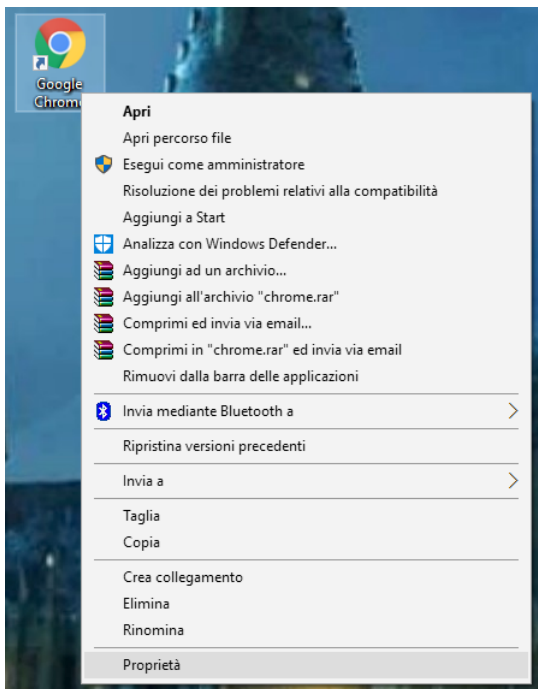 Google
Chrome
Apri
Apri percorso file
Esegui come amministratore
Risoluzione dei problemi relativi alla compatibilità
Aggiungi a Start
Analizza con Windows Defender...
Aggiungi ad un archivio...
Aggiungi all'archivio "chrome.rar"
Comprimi ed invia via email...
Comprimi in "chrome.rar" ed invia via email
Rimuovi dalla barra delle applicazioni
Invia mediante Bluetooth a
Ripristina versioni precedenti
Invia a
Taglia
Copia
Crea collegamento
Elimina
Rinomina
Proprietà